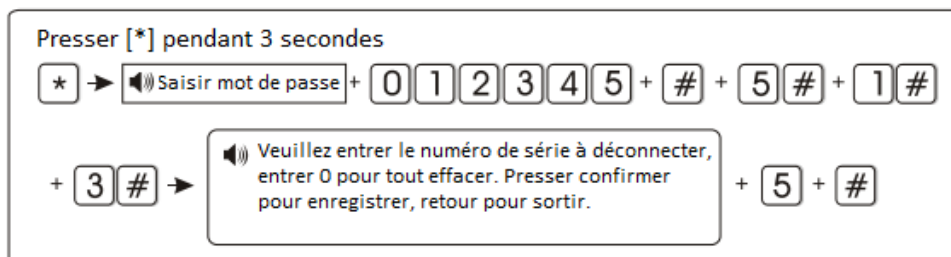 Presser [*] pendant 3 secondes
* → Saisir mot de passe + 0 1 2 3 4 5 + # + 5 # + 1 #
+ 3 # → Veuillez entrer le numéro de série à déconnecter,
entrer 0 pour tout effacer. Presser confirmer
pour enregistrer, retour pour sortir.
+ 5 + #